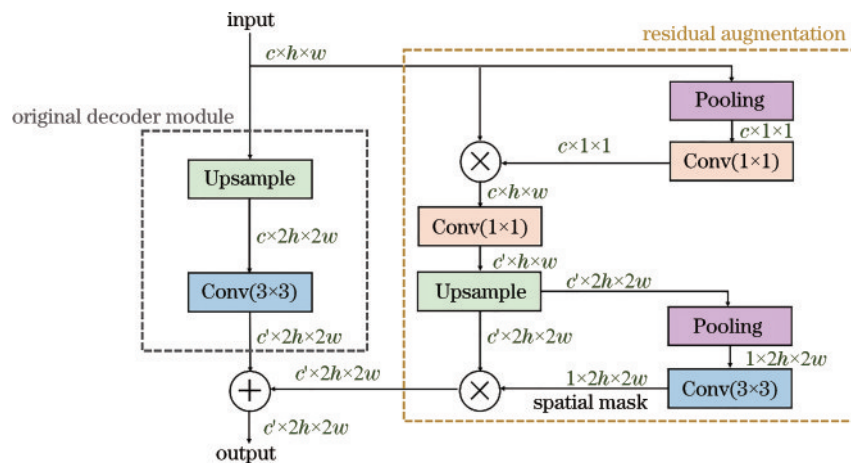 input
residual augmentation
c×h×w
original decoder module
Pooling
c×1×1
c×1×1
Conv(1×1)
×
Upsample
c×h×w
c×2h×2w
Conv(1×1)
c'×h×w
Conv(3×3)
Upsample
c'×2h×2w
Pooling
c'×2h×2w
c'×2h×2w
1×2h×2w
+
c'×2h×2w
×
1×2h×2w
spatial mask
Conv(3×3)
c'×2h×2w
output